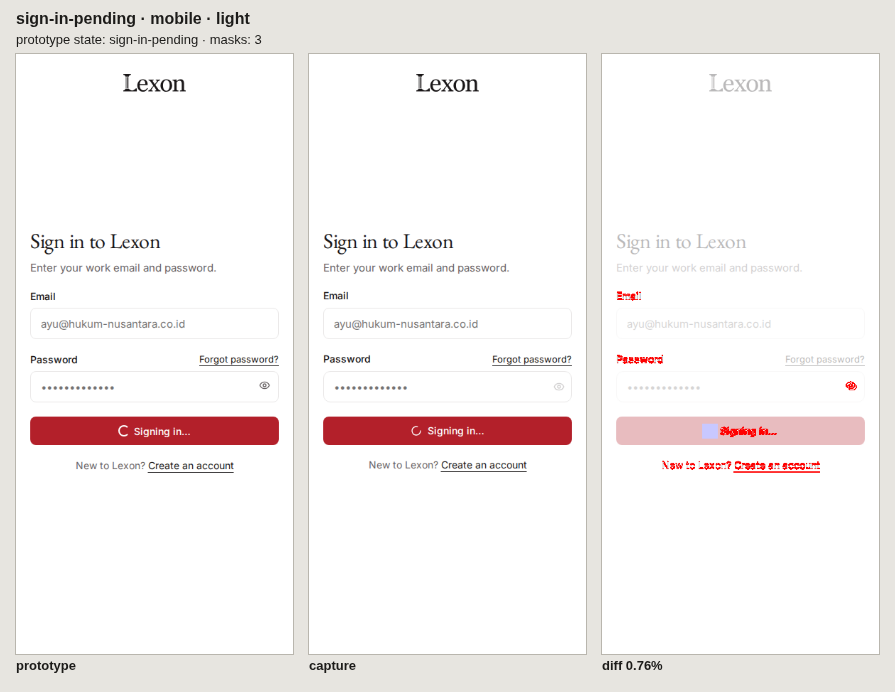 sign-in-pending · mobile · light
prototype state: sign-in-pending · masks: 3
Lexon
Sign in to Lexon
Enter your work email and password.
Email
ayu@hukum-nusantara.co.id
Password Forgot password?
•••••••••••••
Signing in...
New to Lexon? Create an account
prototype
Lexon
Sign in to Lexon
Enter your work email and password.
Email
ayu@hukum-nusantara.co.id
Password Forgot password?
•••••••••••••
Signing in...
New to Lexon? Create an account
capture
Lexon
Sign in to Lexon
Enter your work email and password.
Email
ayu@hukum-nusantara.co.id
Password Forgot password?
•••••••••••••
Signing in...
New to Lexon? Create an account
diff 0.76%